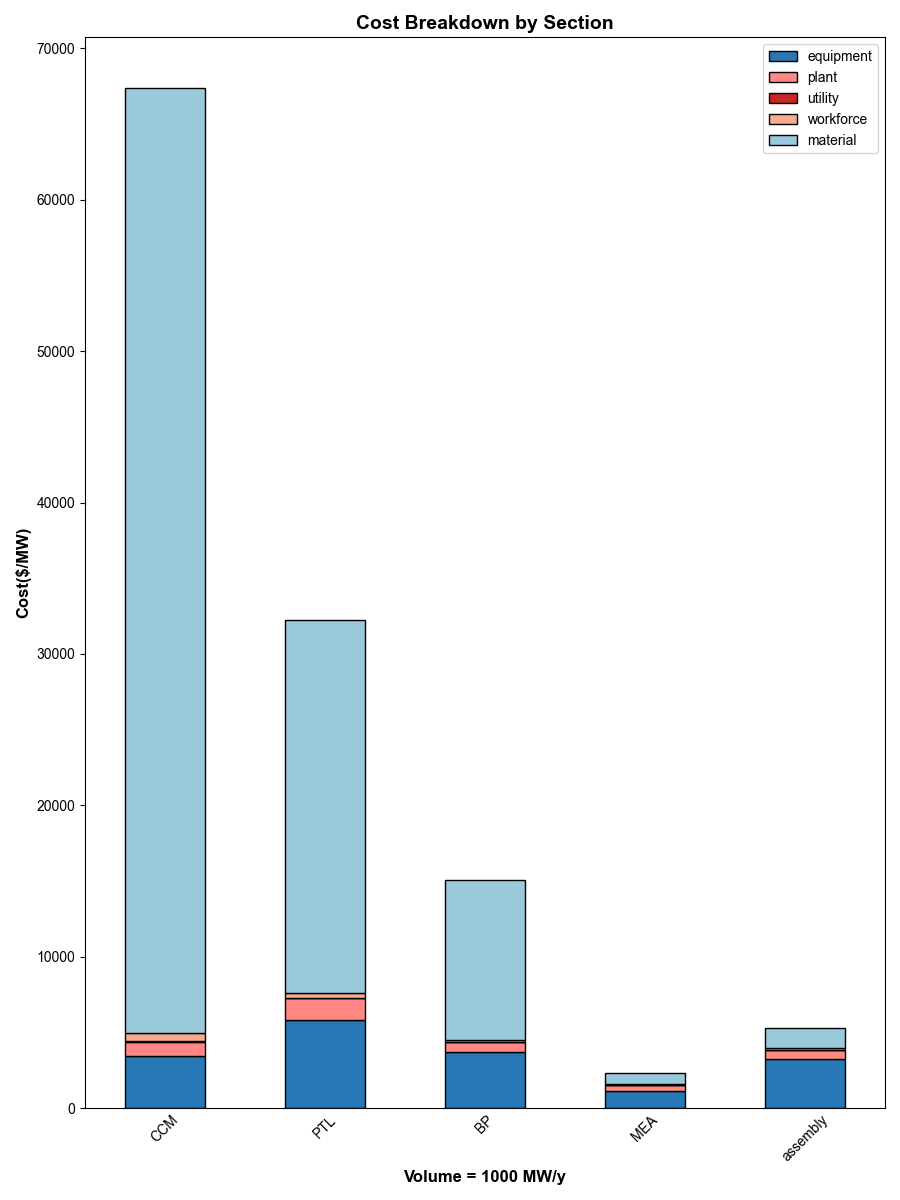 Cost Breakdown by Section
equipment
plant
utility
workforce
material
70000
60000
50000
40000
30000
20000
10000
0
Cost($/MW)
CCM
PTL
BP
MEA
assembly
Volume = 1000 MW/y